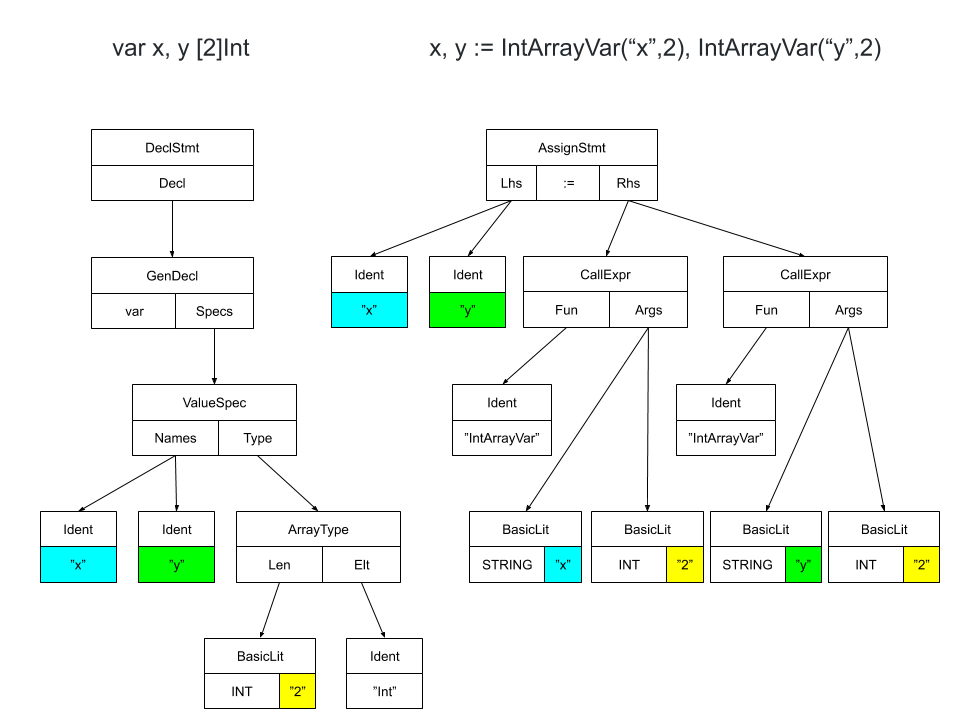 var x, y [2]Int
x, y := IntArrayVar(“x”,2), IntArrayVar(“y”,2)
DeclStmt
Decl
GenDecl
var Specs
ValueSpec
Names Type
Ident
”x”
Ident
”y”
ArrayType
Len Elt
BasicLit
INT ”2”
Ident
”Int”
AssignStmt
Lhs := Rhs
Ident
”x”
Ident
”y”
CallExpr
Fun Args
CallExpr
Fun Args
Ident
”IntArrayVar”
Ident
”IntArrayVar”
BasicLit
STRING ”x”
BasicLit
INT ”2”
BasicLit
STRING ”y”
BasicLit
INT ”2”